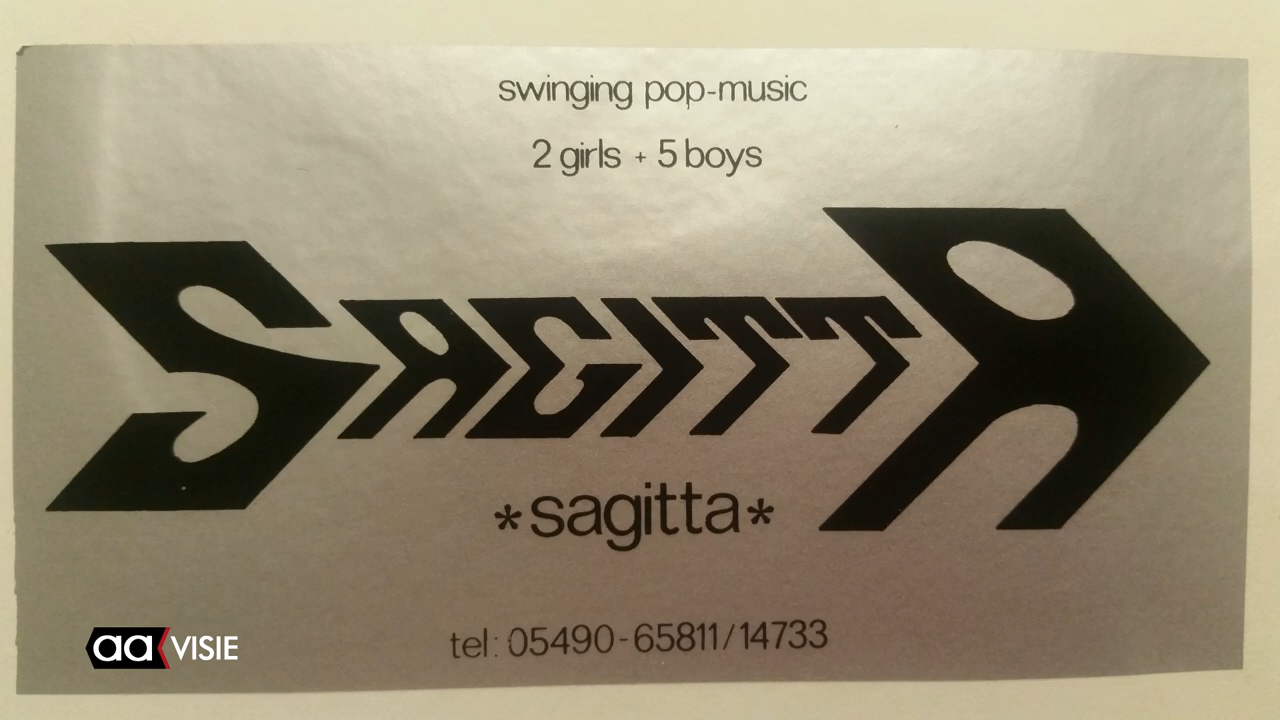 swinging pop-music
2 girls + 5 boys
SAGITTA
*sagitta*
tel: 05490-65811/14733
aa VISIE